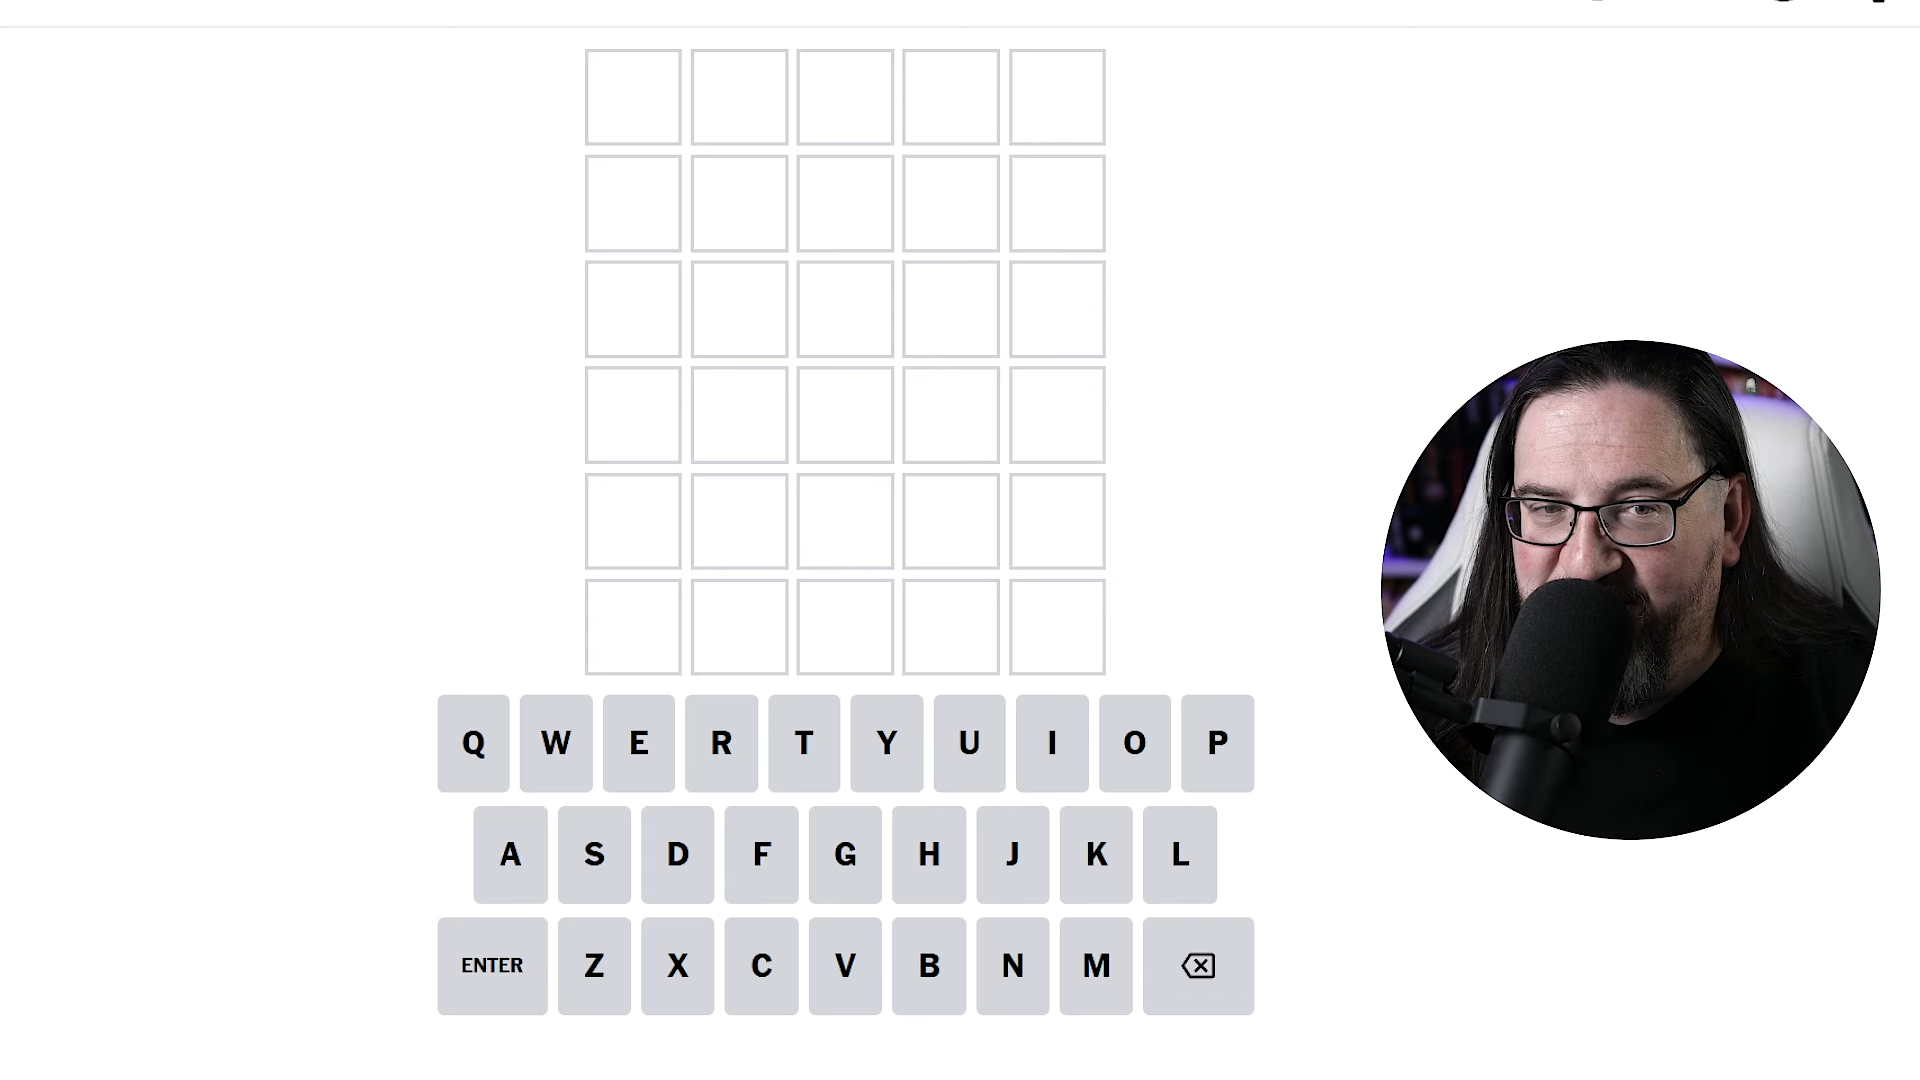 Q W E R T Y U I O P
A S D F G H J K L
ENTER Z X C V B N M